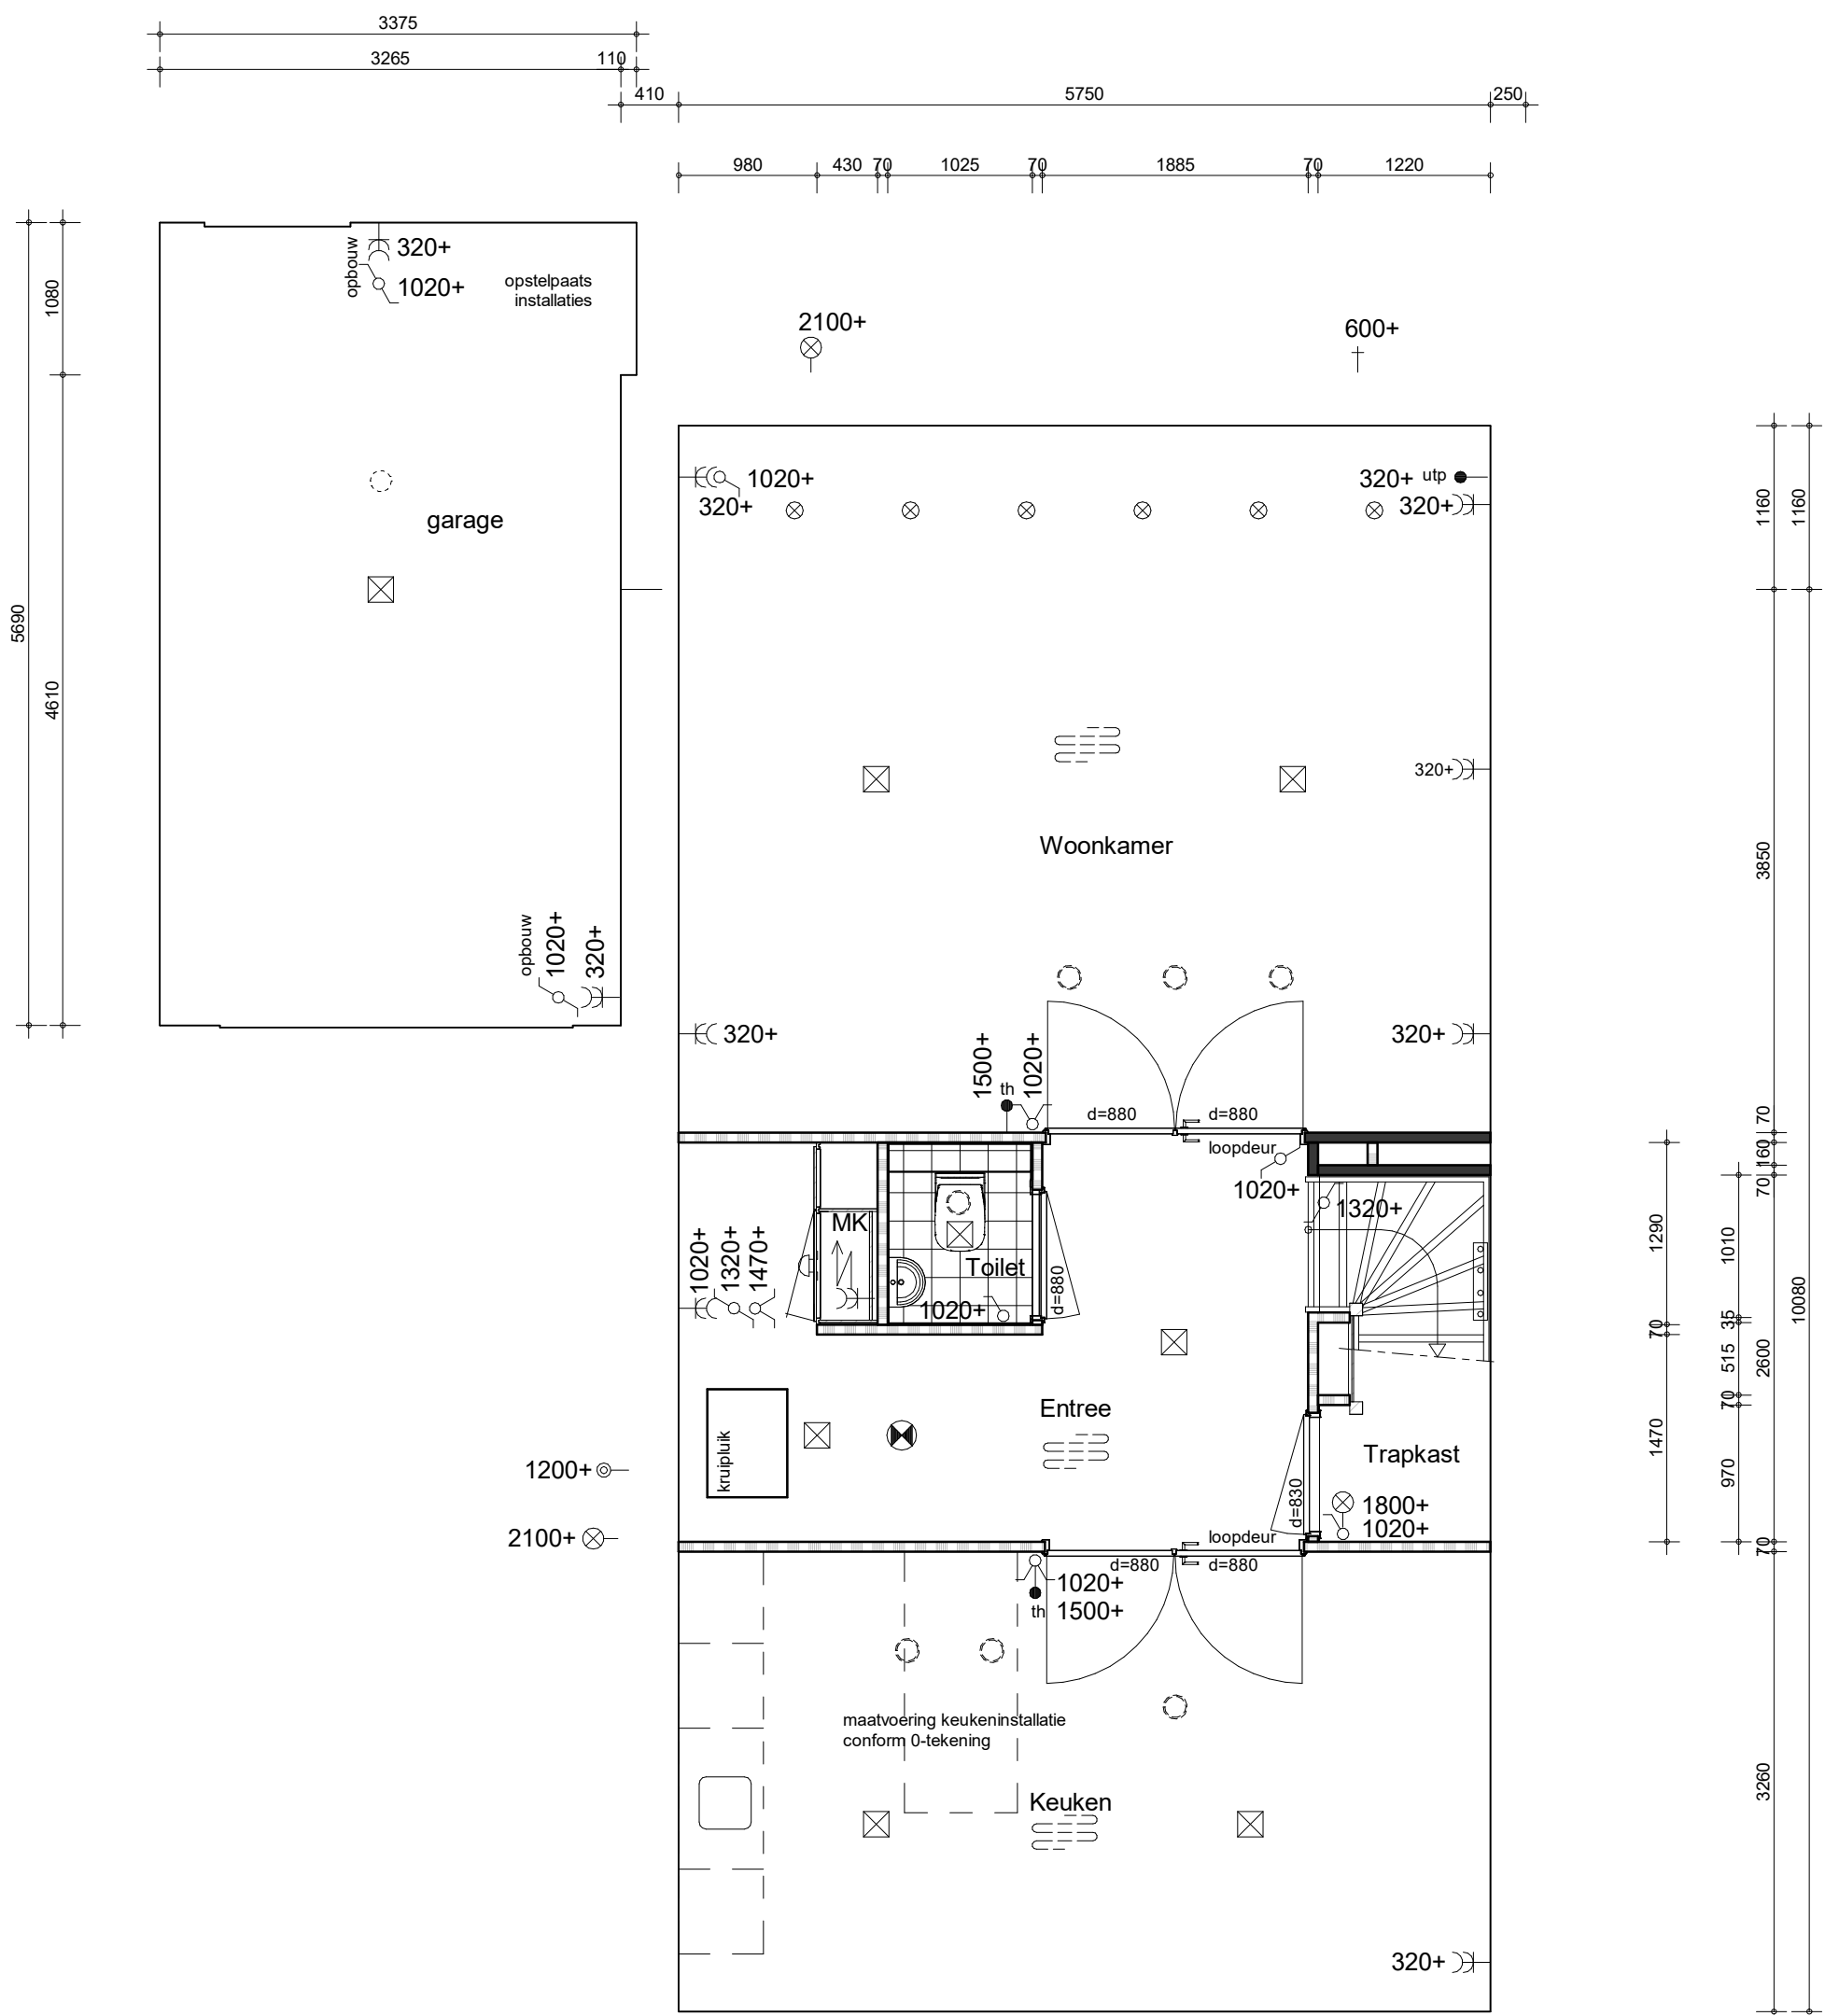 3375
3265
110
410
5750
250
980
430
70
1025
70
1885
70
1220
opbouw
320+
1020+
opstelpaats
installaties
1080
5690
4610
2100+
600+
garage
1020+
320+
320+ utp
320+
1160
1160
320+
Woonkamer
3850
opbouw
1020+
320+
320+
320+
1500+
th
1020+
d=880
d=880
loopdeur
1020+
70
160
70
MK
1320+
1020+
1320+
1470+
Toilet
1020+
d=880
1290
1010
10080
70
35
515
2600
70
Entree
kruipluik
Trapkast
1470
970
1200+
2100+
d=830
1800+
1020+
loopdeur
d=880
d=880
70
1020+
th 1500+
maatvoering keukeninstallatie
conform 0-tekening
Keuken
3260
320+